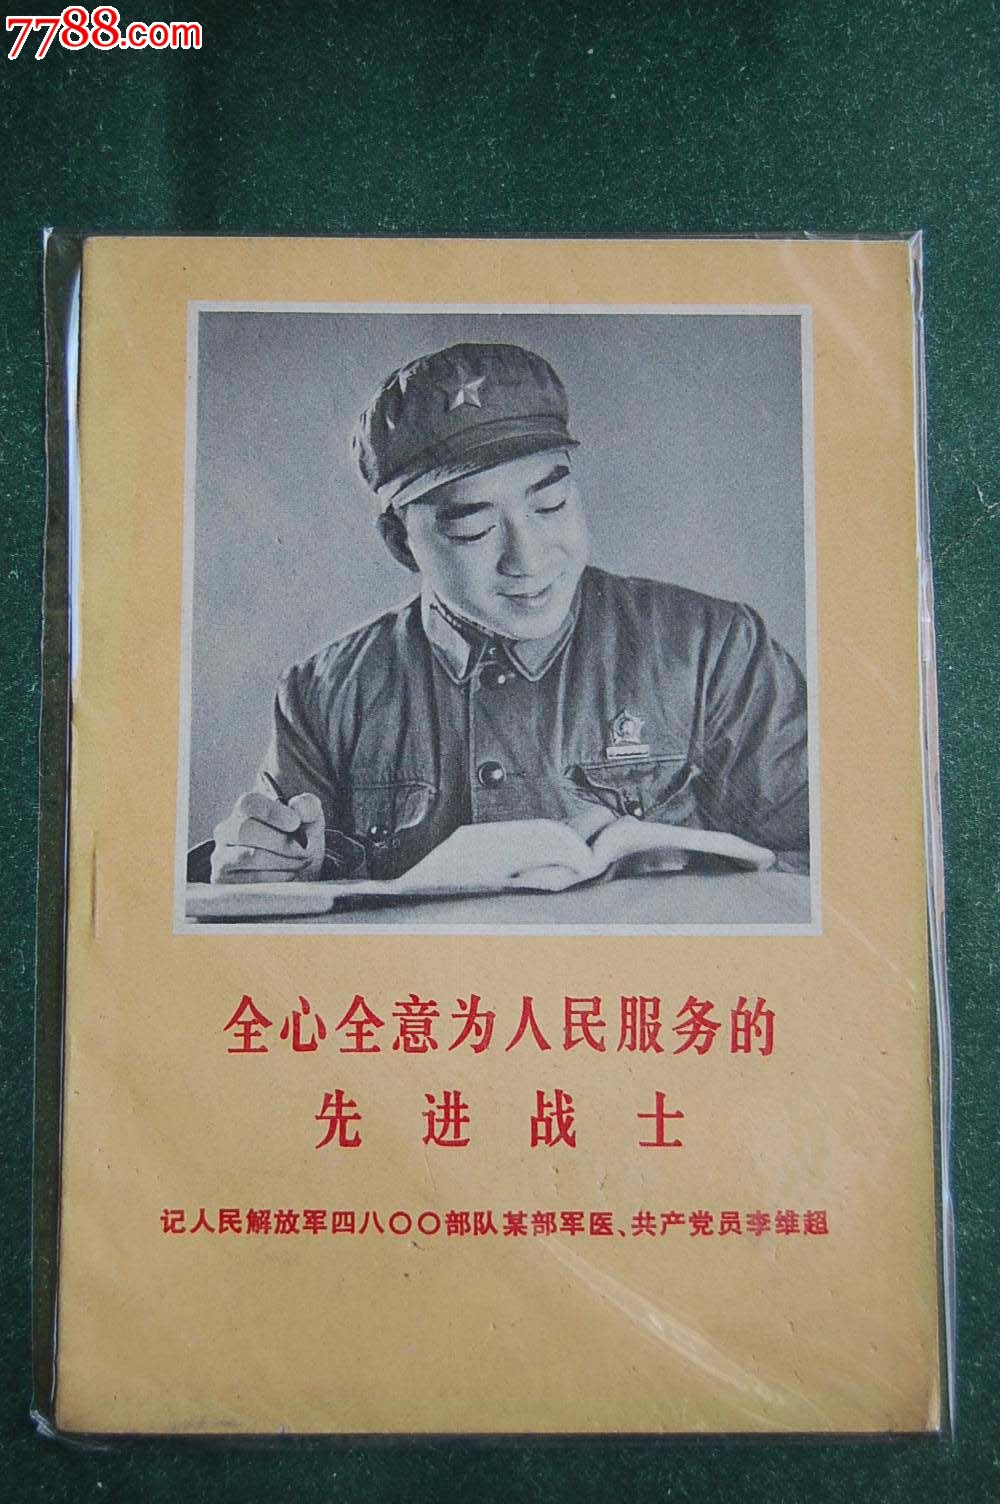 7788.com
全心全意为人民服务的
先进战士
记人民解放军四八〇〇部队某部军医、共产党员李维超